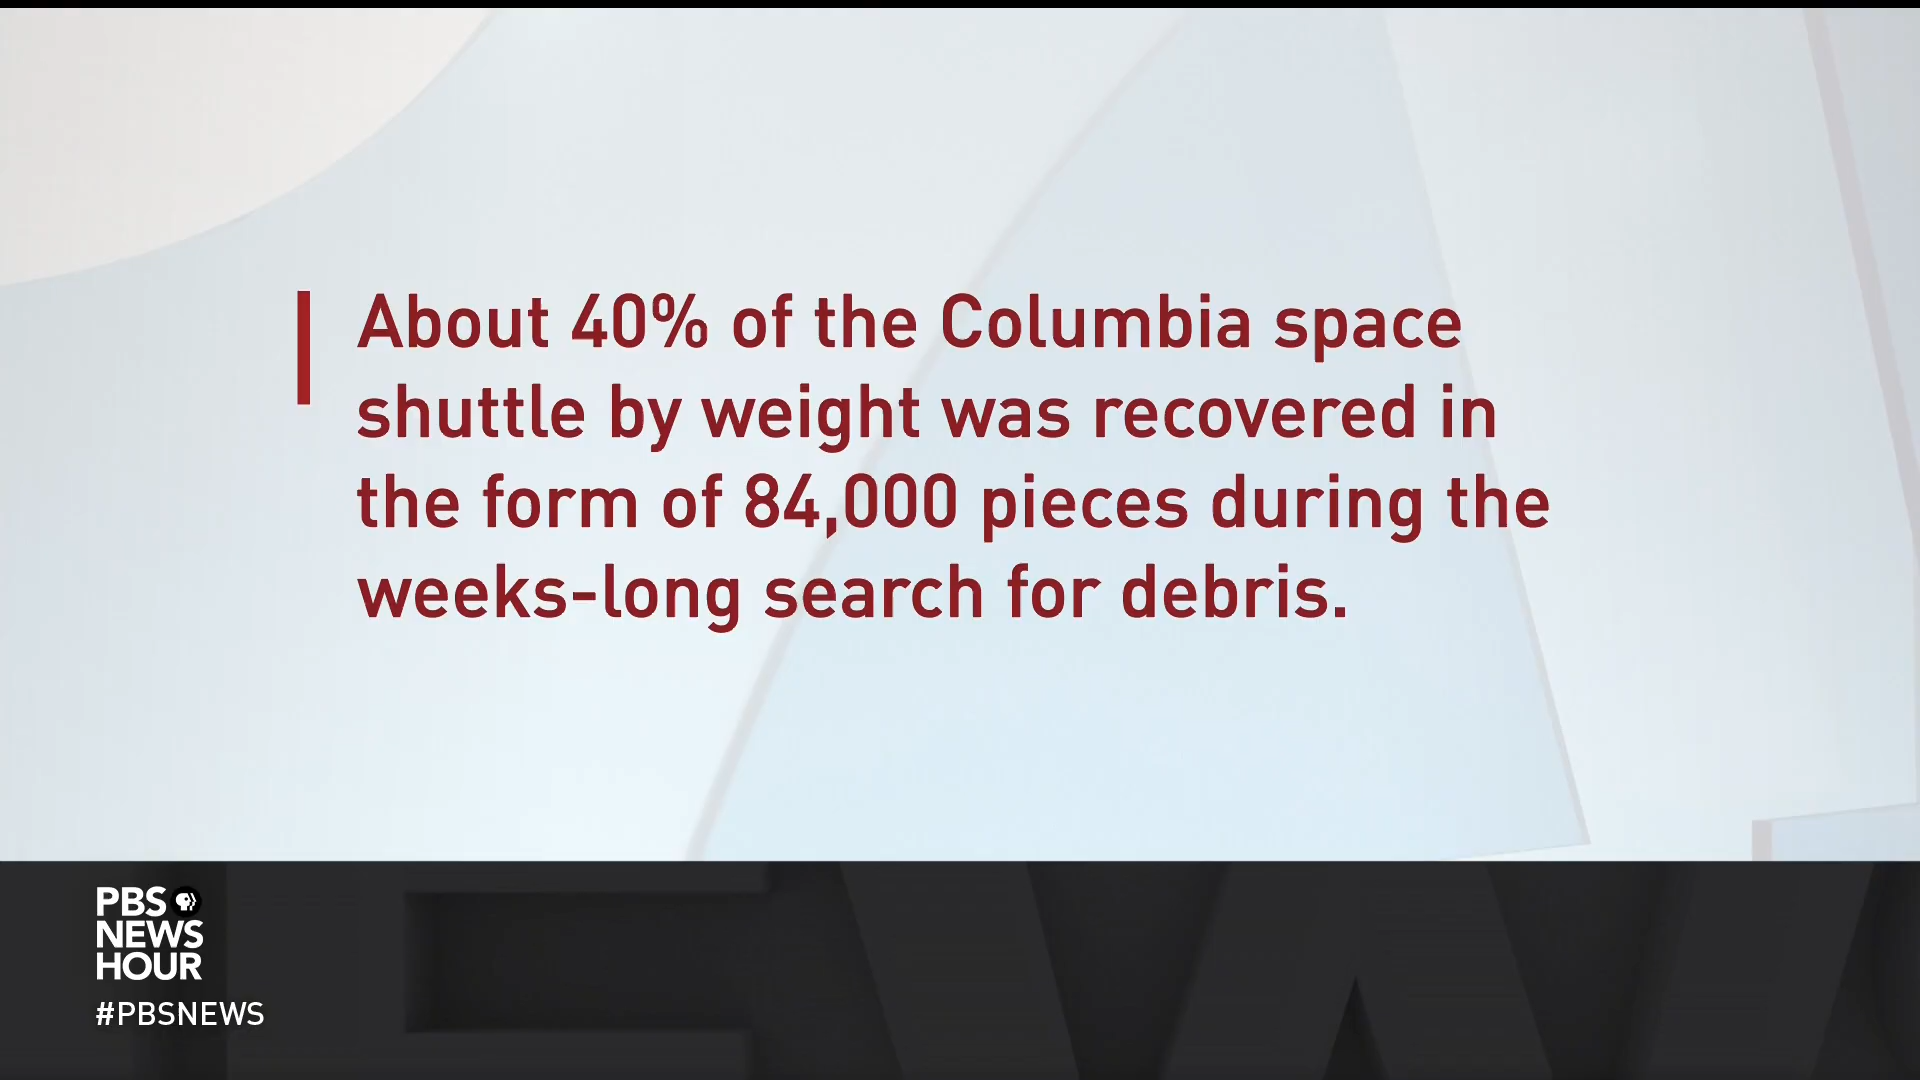 About 40% of the Columbia space
shuttle by weight was recovered in
the form of 84,000 pieces during the
weeks-long search for debris.
PBS
NEWS
HOUR
#PBSNEWS